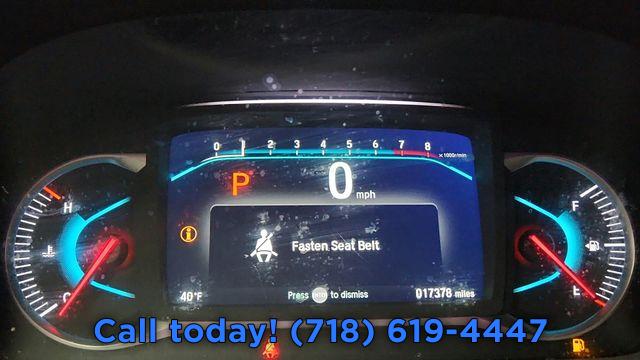 0 1 2 3 4 5 6 7 8
x1000r/min
P 0 mph
H
F
Fasten Seat Belt
C
E
40°F
Press ENTER to dismiss
017378 miles
Call today! (718) 619-4447